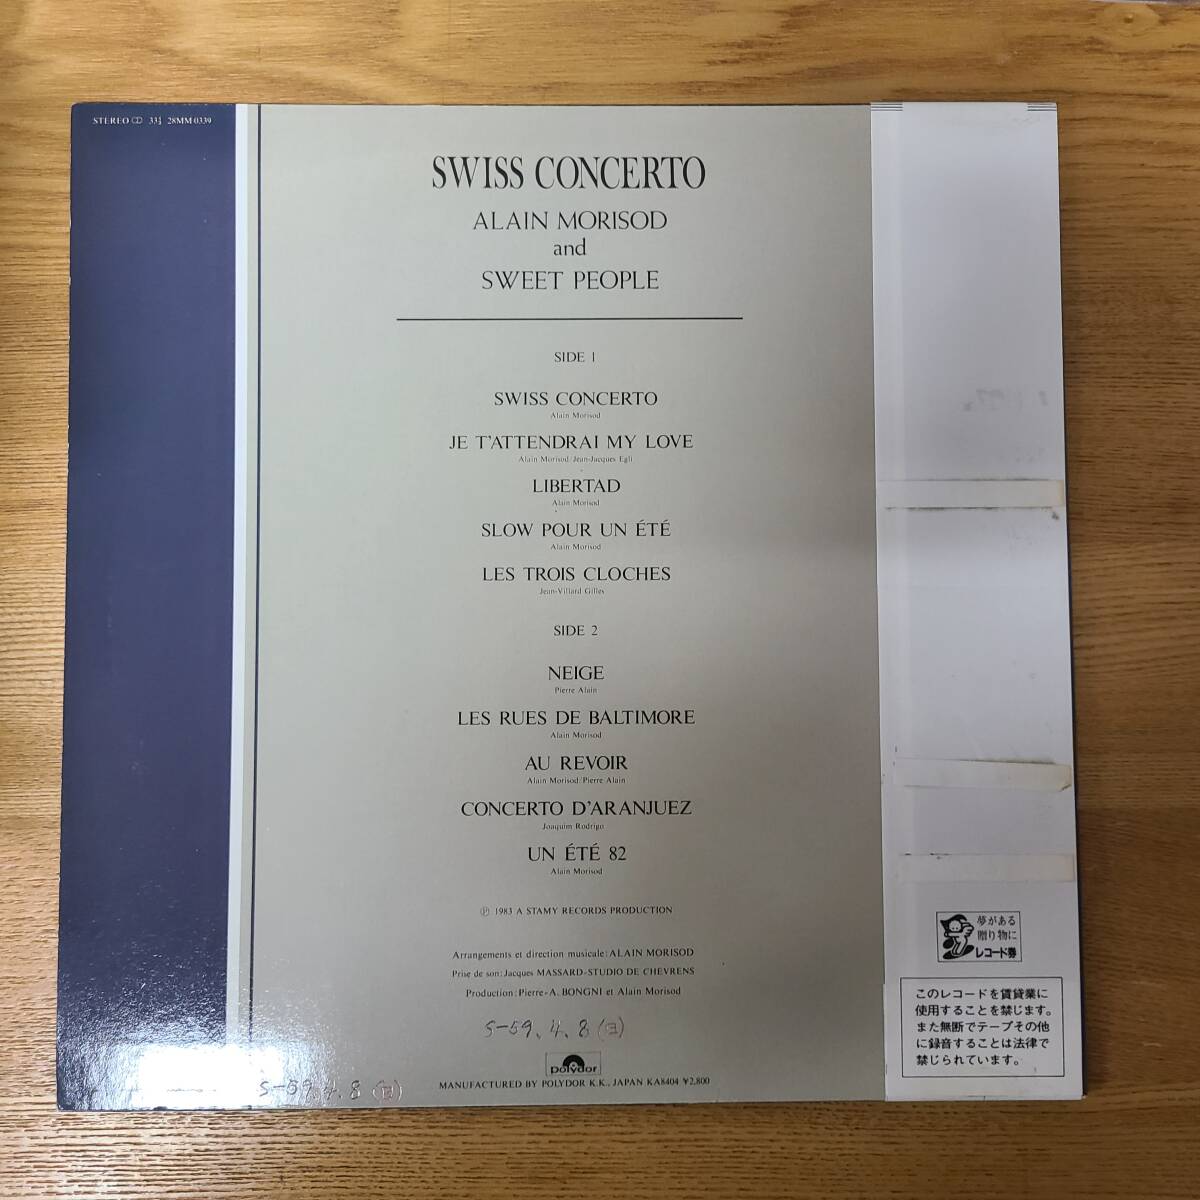 STEREO 33⅓ 28MM 0339
SWISS CONCERTO
ALAIN MORISOD
and
SWEET PEOPLE
SIDE 1
SWISS CONCERTO
Alain Morisod
JE T'ATTENDRAI MY LOVE
Alain Morisod/Jean-Jacques Egli
LIBERTAD
Alain Morisod
SLOW POUR UN ÉTÉ
Alain Morisod
LES TROIS CLOCHES
Jean-Villard Gilles
SIDE 2
NEIGE
Pierre Alain
LES RUES DE BALTIMORE
Alain Morisod
AU REVOIR
Alain Morisod/Pierre Alain
CONCERTO D'ARANJUEZ
Joaquim Rodrigo
UN ÉTÉ 82
Alain Morisod
Ⓟ 1983 A STAMY RECORDS PRODUCTION
Arrangements et direction musicale: ALAIN MORISOD
Prise de son: Jacques MASSARD-STUDIO DE CHEVRENS
Production: Pierre-A. BONGNI et Alain Morisod
S-59.4.8 (日)
polydor
MANUFACTURED BY POLYDOR K.K., JAPAN KA8404 ¥2,800
S-59.4.8 (日)
夢がある
贈り物に
レコード券
このレコードを賃貸業に
使用することを禁じます。
また無断でテープその他
に録音することは法律で
禁じられています。